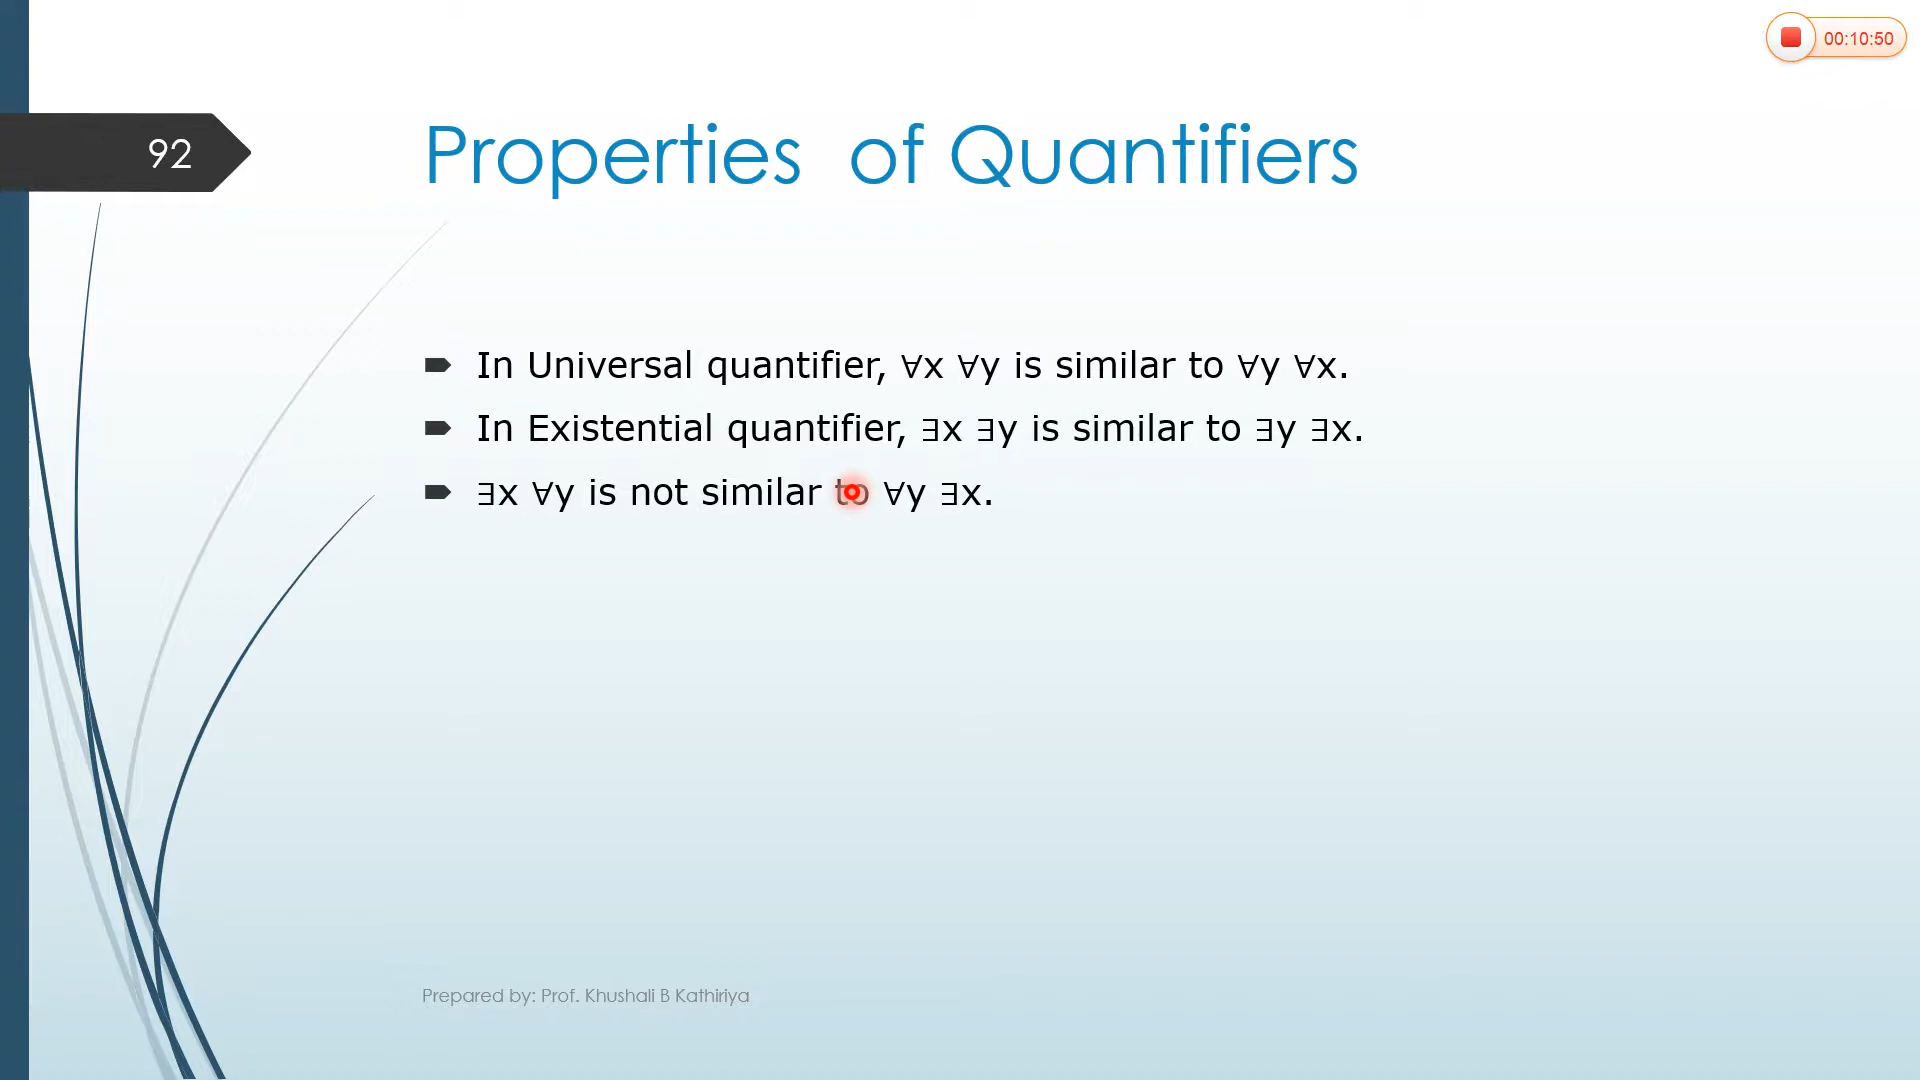 00:10:50
92
Properties of Quantifiers
In Universal quantifier, ∀x ∀y is similar to ∀y ∀x.
In Existential quantifier, ∃x ∃y is similar to ∃y ∃x.
∃x ∀y is not similar to ∀y ∃x.
Prepared by: Prof. Khushali B Kathiriya